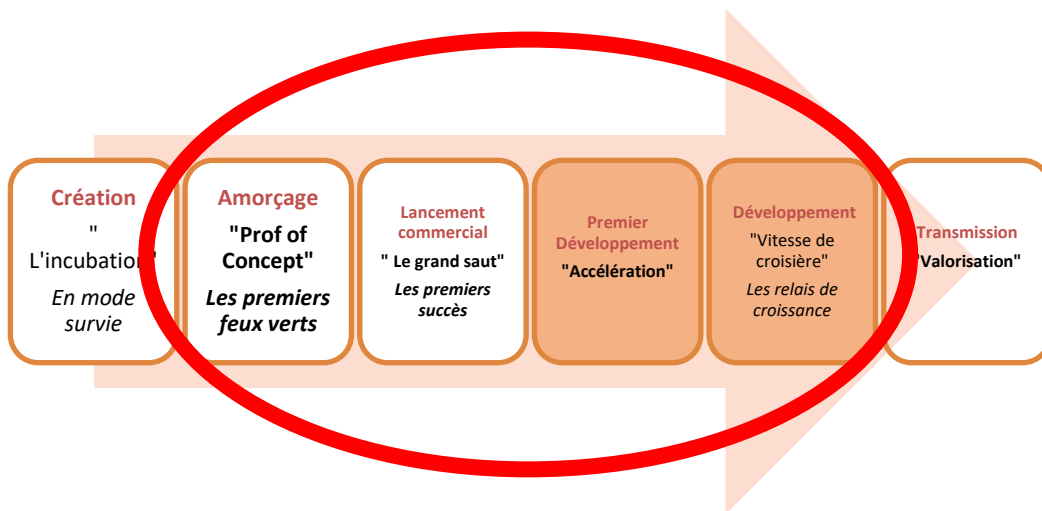 Création
"
L'incubation"
En mode
survie
Amorçage
"Prof of
Concept"
Les premiers
feux verts
Lancement
commercial
" Le grand saut"
Les premiers
succès
Premier
Développement
"Accélération"
Développement
"Vitesse de
croisière"
Les relais de
croissance
Transmission
"Valorisation"